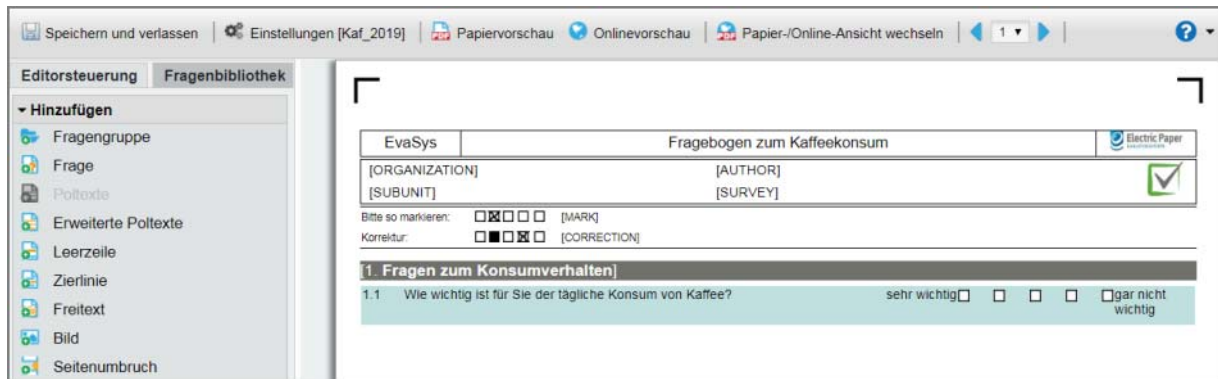 Speichern und verlassen Einstellungen [Kaf_2019] Papiervorschau Onlinevorschau Papier-/Online-Ansicht wechseln 1
Editorsteuerung Fragenbibliothek
Hinzufügen
Fragengruppe
Frage
Poltexte
Erweiterte Poltexte
Leerzeile
Zierlinie
Freitext
Bild
Seitenumbruch
EvaSys Fragebogen zum Kaffeekonsum Electric Paper
[ORGANIZATION] [AUTHOR]
[SUBUNIT] [SURVEY]
Bitte so markieren: [MARK]
Korrektur: [CORRECTION]
[1. Fragen zum Konsumverhalten]
1.1 Wie wichtig ist für Sie der tägliche Konsum von Kaffee? sehr wichtig gar nicht
wichtig